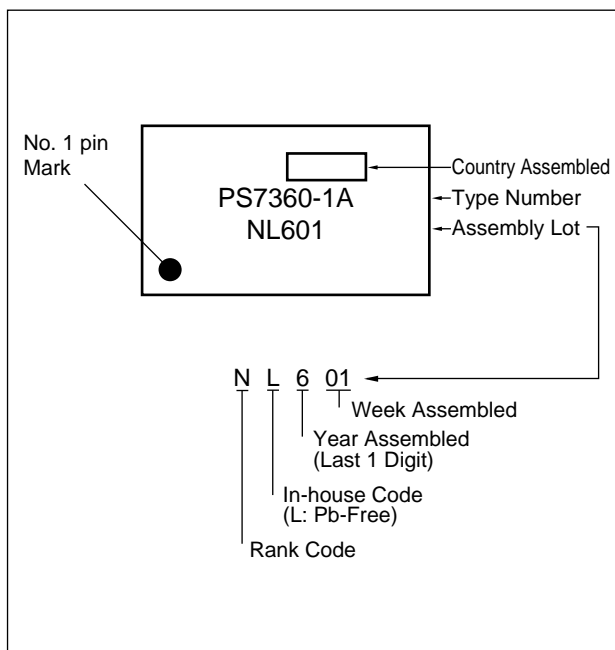 No. 1 pin
Mark
Country Assembled
PS7360-1A
Type Number
NL601
Assembly Lot
N L 6 01
Week Assembled
Year Assembled
(Last 1 Digit)
In-house Code
(L: Pb-Free)
Rank Code